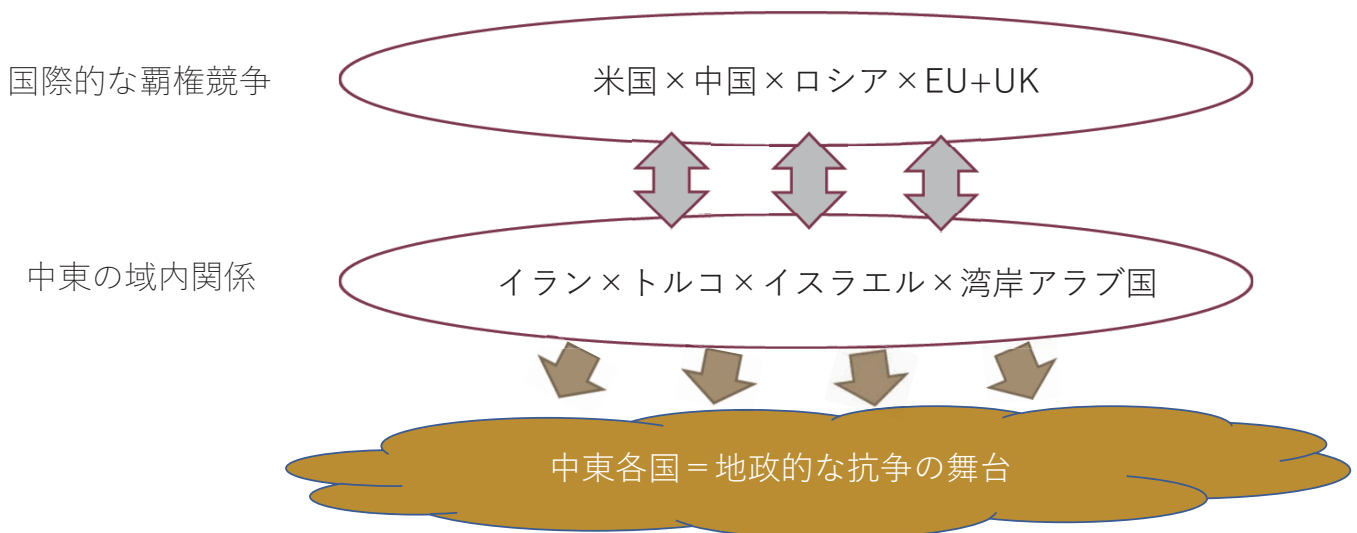 国際的な覇権競争
米国×中国×ロシア×EU+UK
中東の域内関係
イラン×トルコ×イスラエル×湾岸アラブ国
中東各国＝地政的な抗争の舞台